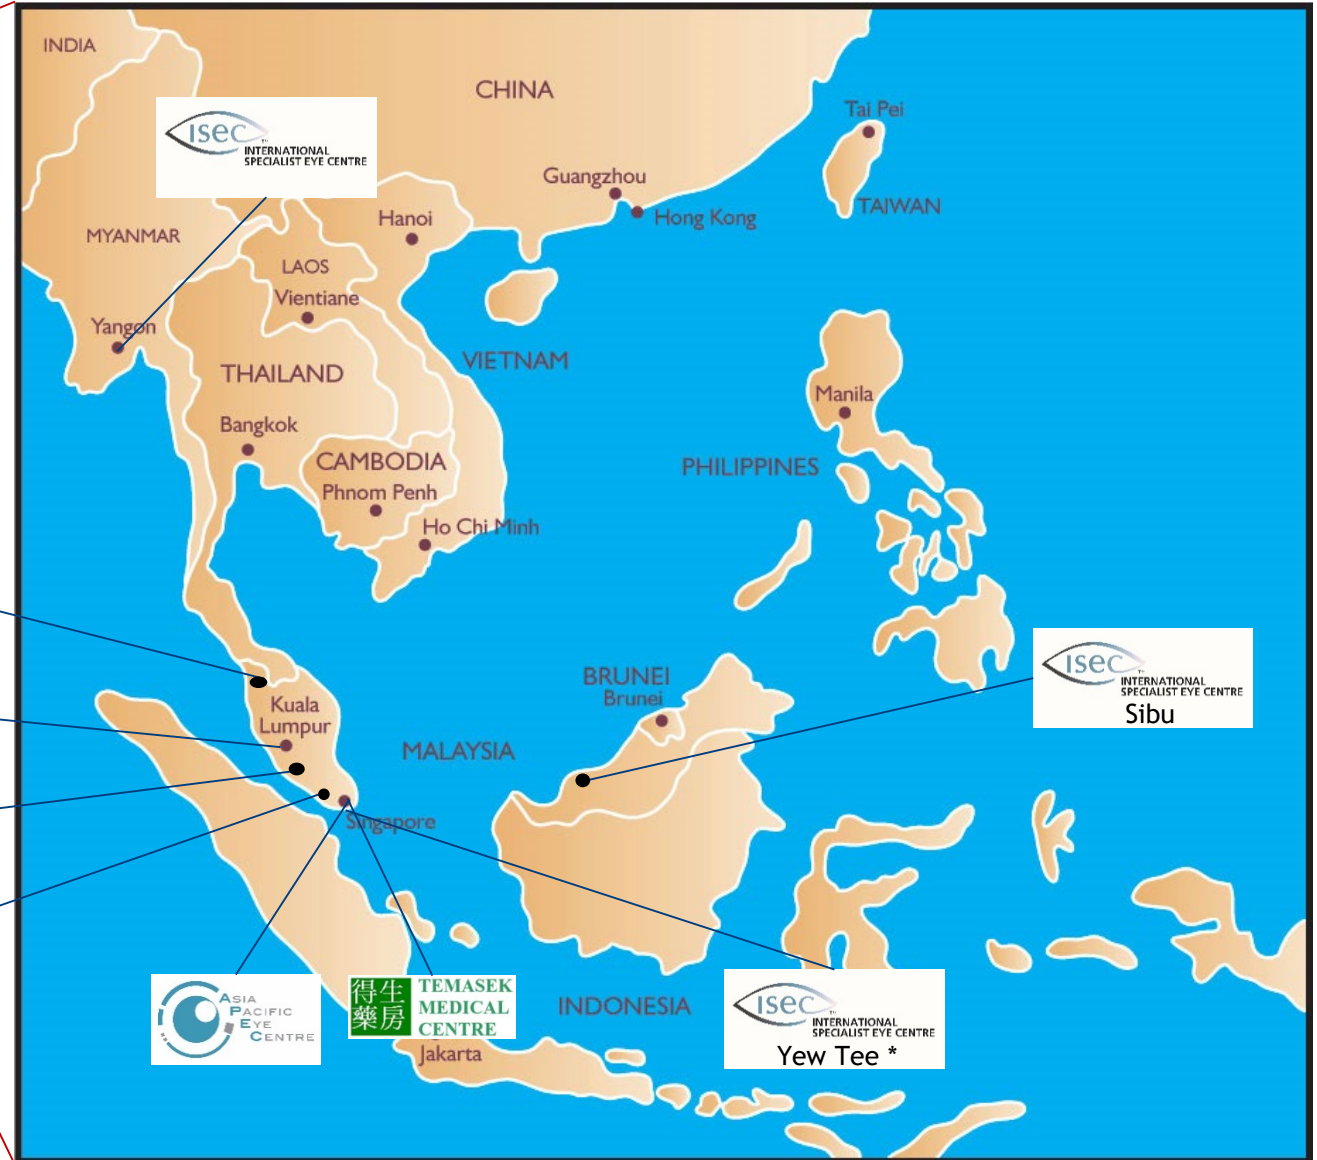 INDIA
CHINA
Tai Pei
isec
INTERNATIONAL
SPECIALIST EYE CENTRE
Guangzhou
Hong Kong
TAIWAN
Hanoi
MYANMAR
LAOS
Vientiane
Yangon
THAILAND
VIETNAM
Bangkok
Manila
CAMBODIA
PHILIPPINES
Phnom Penh
Ho Chi Minh
BRUNEI
Brunei
isec
INTERNATIONAL
SPECIALIST EYE CENTRE
Sibu
Kuala
Lumpur
MALAYSIA
Singapore
ASIA
PACIFIC
EYE
CENTRE
得生
藥房
TEMASEK
MEDICAL
CENTRE
INDONESIA
isec
INTERNATIONAL
SPECIALIST EYE CENTRE
Yew Tee *
Jakarta